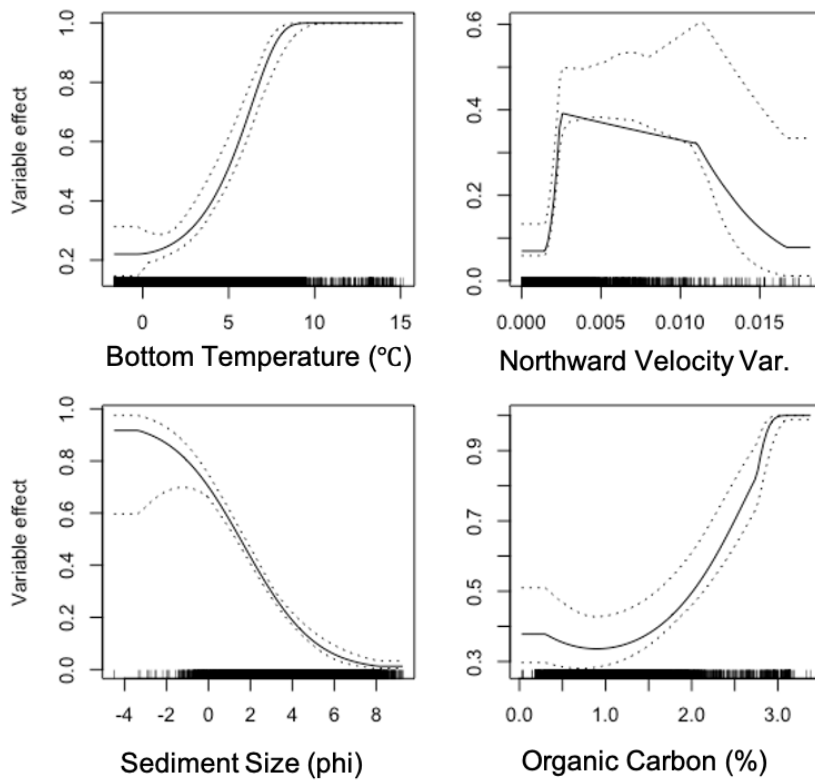 Variable effect
1.0
0.8
0.6
0.4
0.2
0 5 10 15
Bottom Temperature (℃)
0.6
0.4
0.2
0.0
0.000 0.005 0.010 0.015
Northward Velocity Var.
Variable effect
1.0
0.8
0.6
0.4
0.2
0.0
-4 -2 0 2 4 6 8
Sediment Size (phi)
0.9
0.7
0.5
0.3
0.0 1.0 2.0 3.0
Organic Carbon (%)